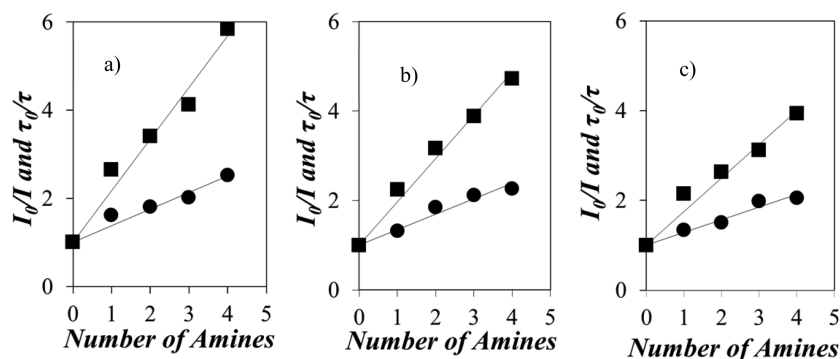 6
4
2
0
I₀/I and τ₀/τ
a)
0 1 2 3 4 5
Number of Amines
6
4
2
0
I₀/I and τ₀/τ
b)
0 1 2 3 4 5
Number of Amines
6
4
2
0
I₀/I and τ₀/τ
c)
0 1 2 3 4 5
Number of Amines